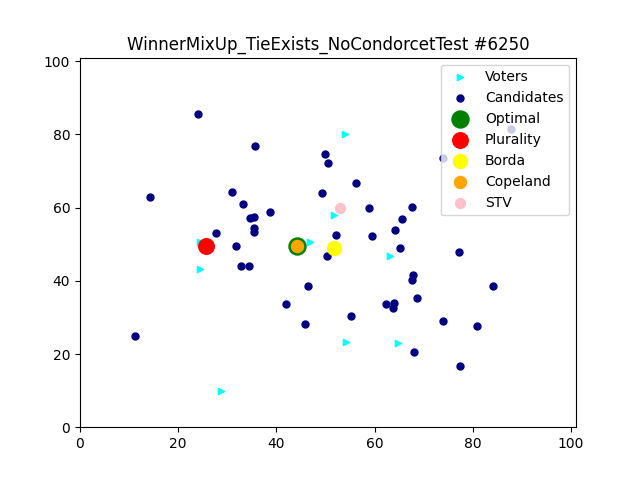 WinnerMixUp_TieExists_NoCondorcetTest #6250
Voters
Candidates
Optimal
Plurality
Borda
Copeland
STV
100
80
60
40
20
0
0 20 40 60 80 100